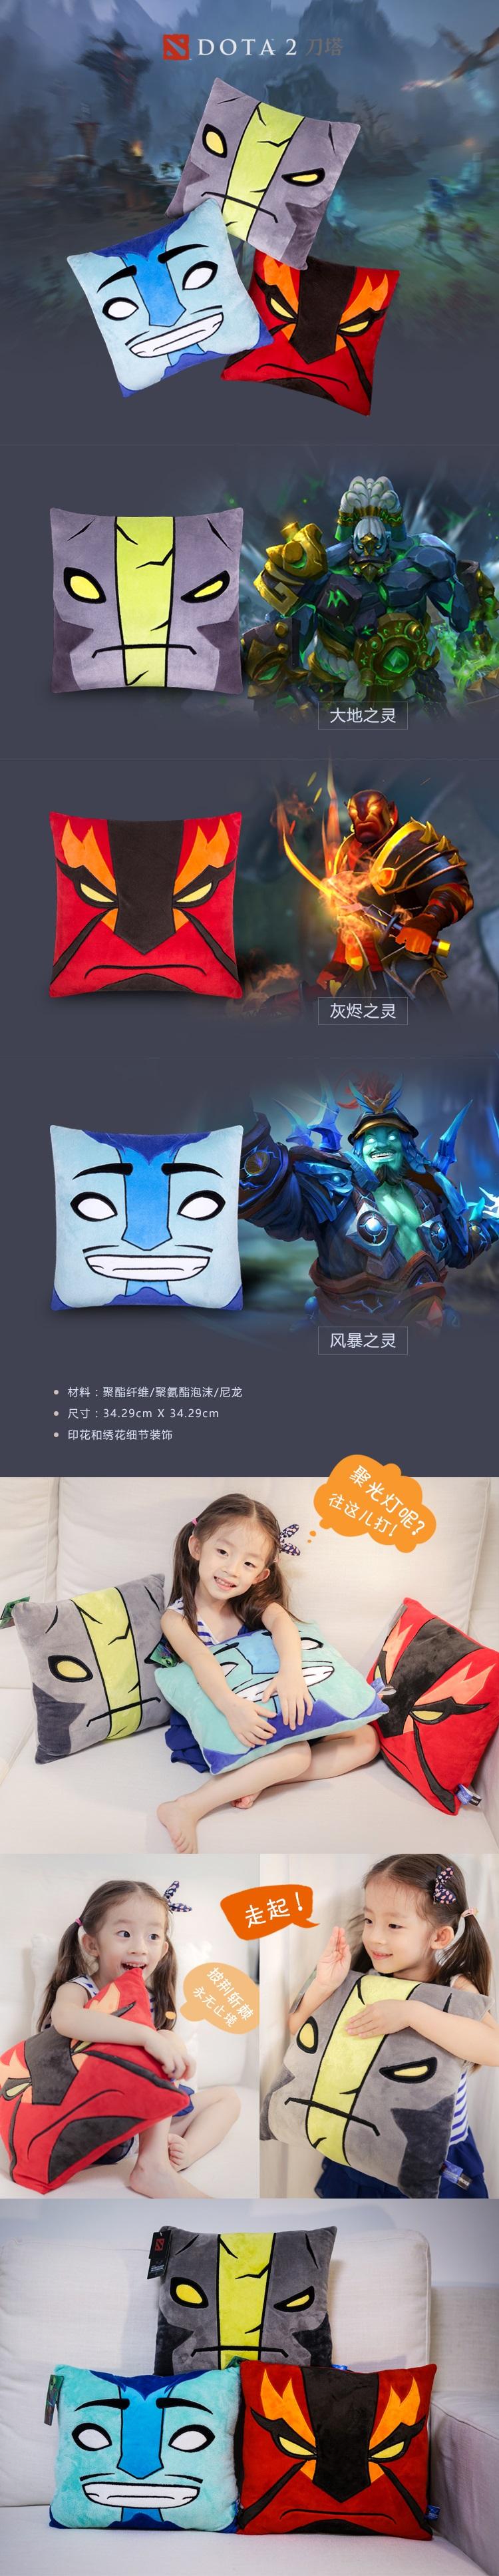 DOTA 2 刀塔
大地之灵
灰烬之灵
风暴之灵
材料：聚酯纤维/聚氨酯泡沫/尼龙
尺寸：34.29cm X 34.29cm
印花和绣花细节装饰
聚光灯呢？
往这儿打！
走起！
披荆斩棘
永无止境